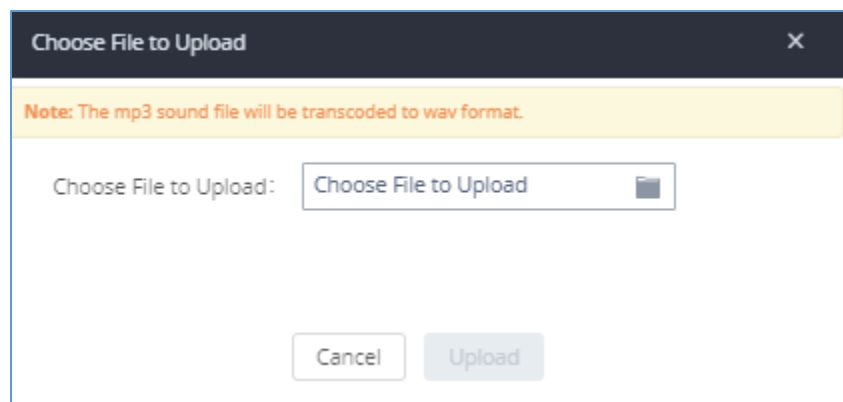 Choose File to Upload ×
Note: The mp3 sound file will be transcoded to wav format.
Choose File to Upload: Choose File to Upload
Cancel Upload